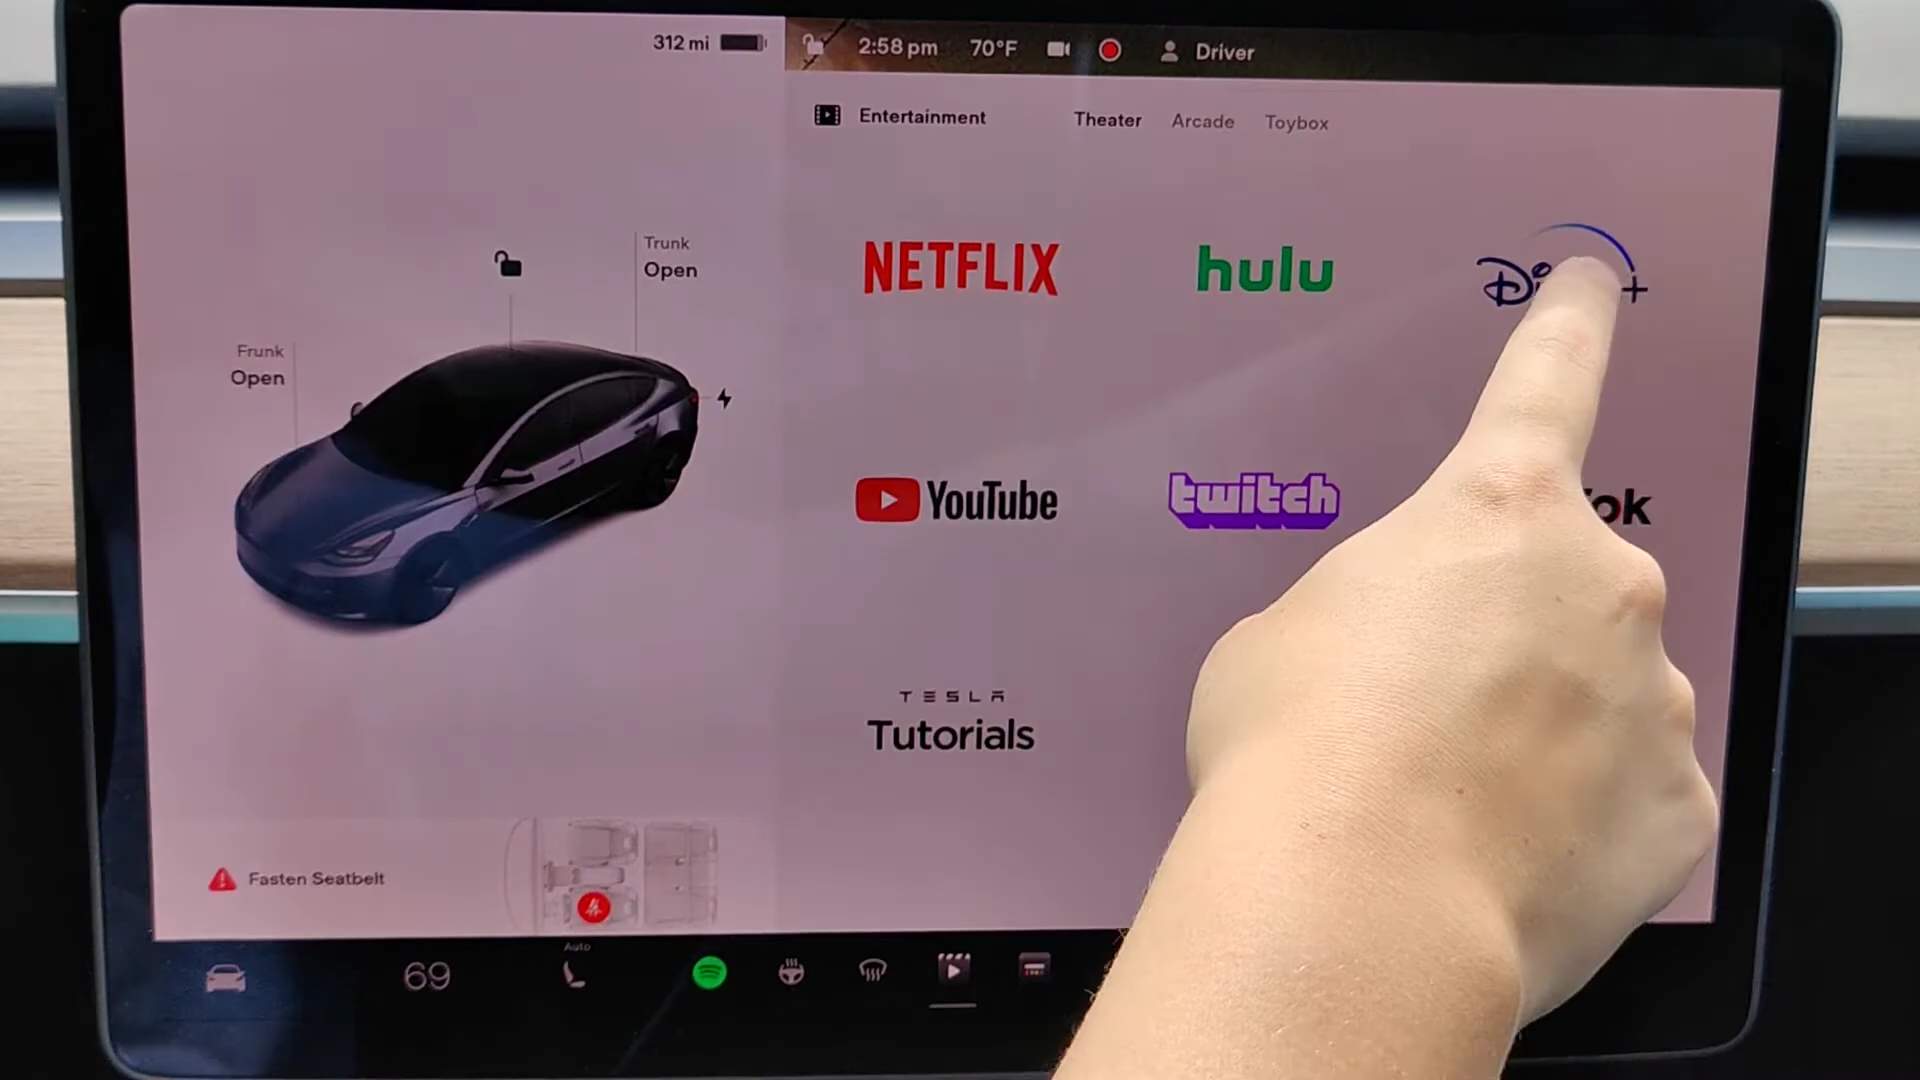 312 mi
2:58 pm 70°F Driver
Entertainment Theater Arcade Toybox
Trunk
Open
Frunk
Open
NETFLIX hulu
YouTube twitch
TESLA
Tutorials
Fasten Seatbelt
Auto
69